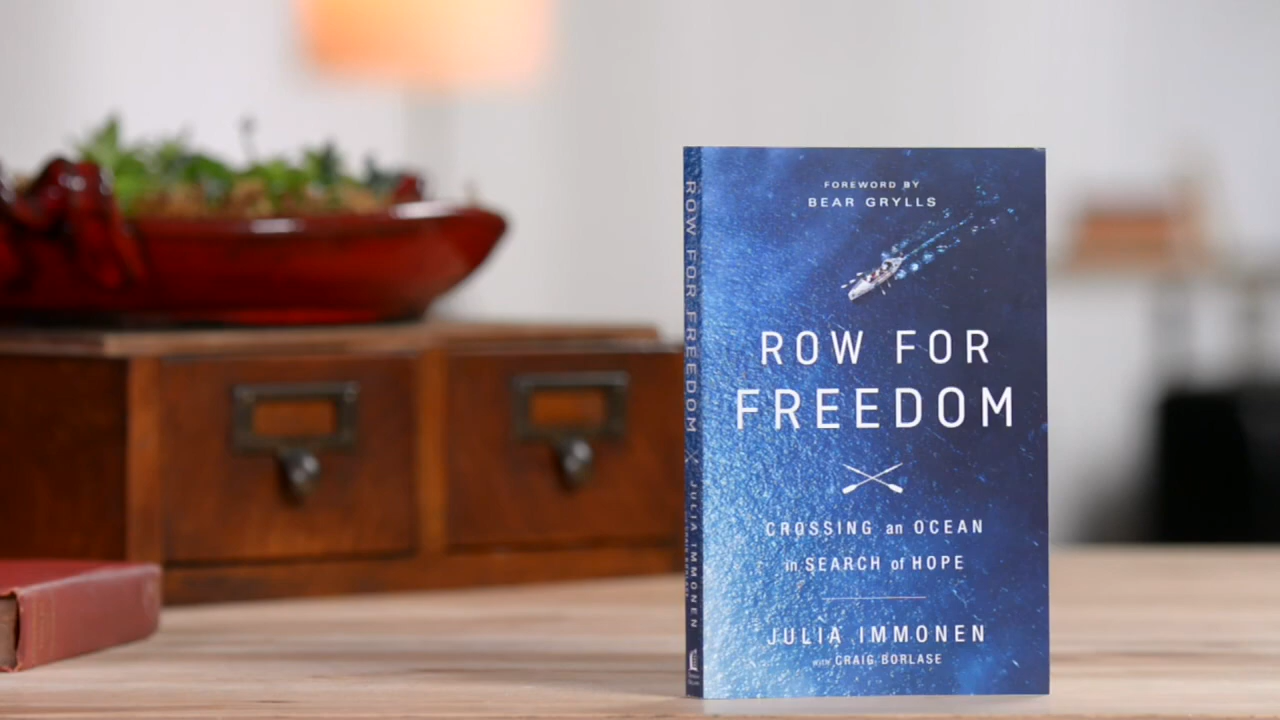 FOREWORD BY
BEAR GRYLLS
ROW FOR
FREEDOM
CROSSING an OCEAN
in SEARCH of HOPE
JULIA IMMONEN
with CRAIG BORLASE
ROW FOR FREEDOM JULIA IMMONEN